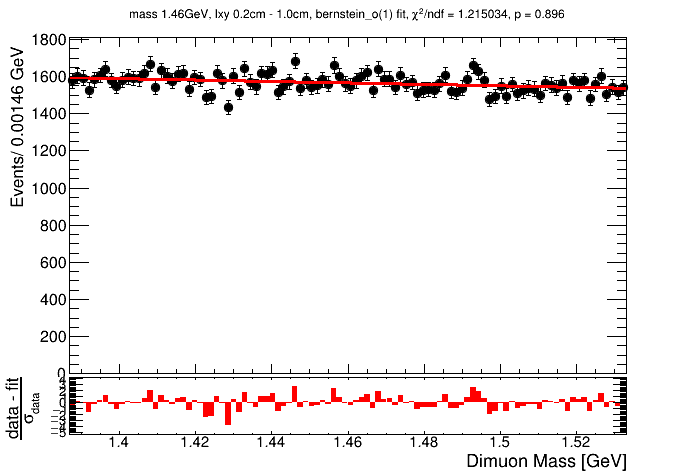 mass 1.46GeV, lxy 0.2cm - 1.0cm, bernstein_o(1) fit, χ²/ndf = 1.215034, p = 0.896
Events/ 0.00146 GeV
1800
1600
1400
1200
1000
800
600
400
200
0
data - fit
σdata
1.4 1.42 1.44 1.46 1.48 1.5 1.52
Dimuon Mass [GeV]